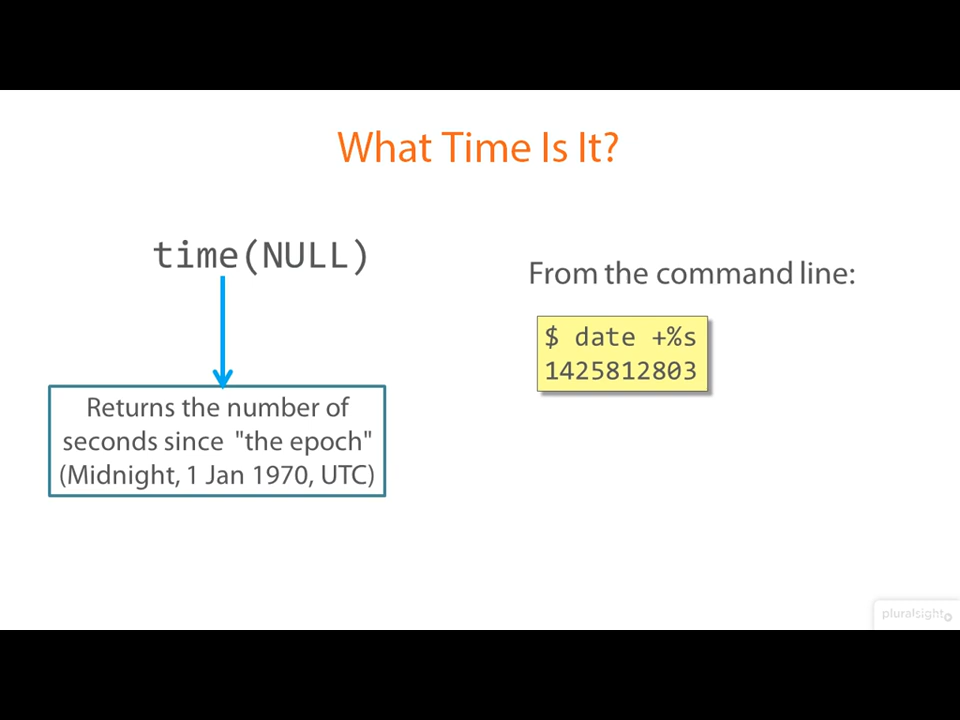 What Time Is It?
time(NULL)
Returns the number of
seconds since "the epoch"
(Midnight, 1 Jan 1970, UTC)
From the command line:
$ date +%s
1425812803
pluralsight